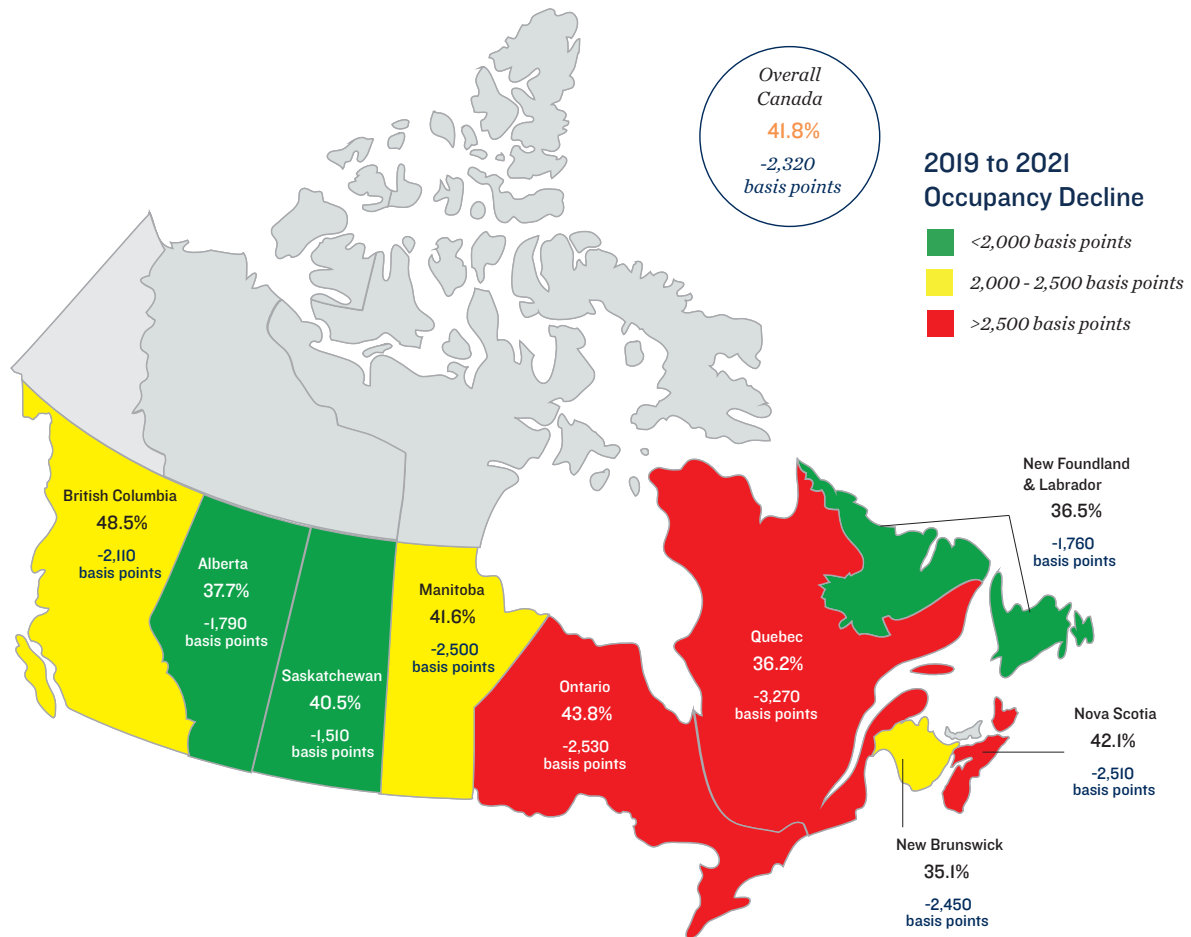 Overall
Canada
41.8%
-2,320
basis points
2019 to 2021
Occupancy Decline
<2,000 basis points
2,000 - 2,500 basis points
>2,500 basis points
British Columbia
48.5%
-2,110
basis points
Alberta
37.7%
-1,790
basis points
Saskatchewan
40.5%
-1,510
basis points
Manitoba
41.6%
-2,500
basis points
Ontario
43.8%
-2,530
basis points
Quebec
36.2%
-3,270
basis points
New Foundland
& Labrador
36.5%
-1,760
basis points
Nova Scotia
42.1%
-2,510
basis points
New Brunswick
35.1%
-2,450
basis points